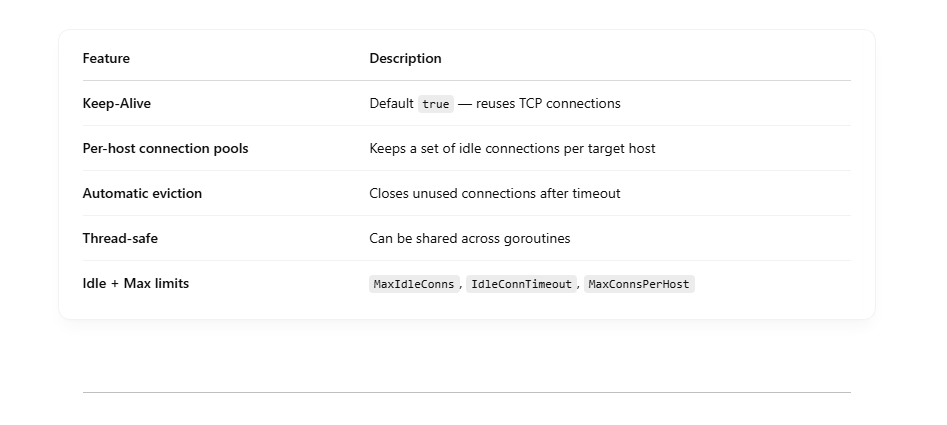 Feature Description
Keep-Alive Default true — reuses TCP connections
Per-host connection pools Keeps a set of idle connections per target host
Automatic eviction Closes unused connections after timeout
Thread-safe Can be shared across goroutines
Idle + Max limits MaxIdleConns, IdleConnTimeout, MaxConnsPerHost